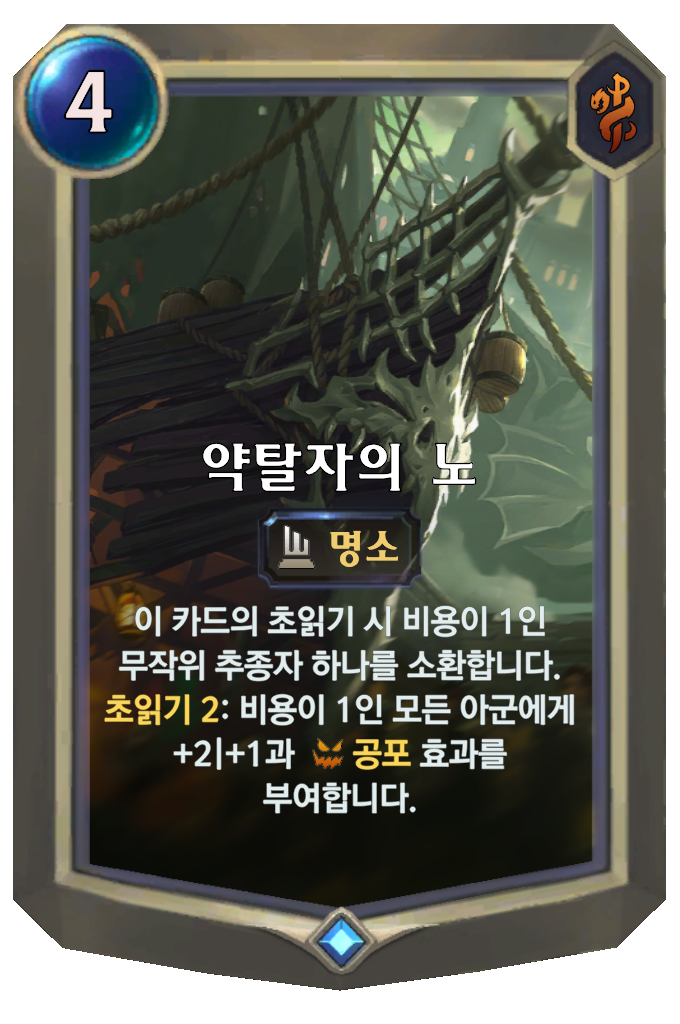 4
약탈자의 노
명소
이 카드의 초읽기 시 비용이 1인
무작위 추종자 하나를 소환합니다.
초읽기 2: 비용이 1인 모든 아군에게
+2|+1과 공포 효과를
부여합니다.